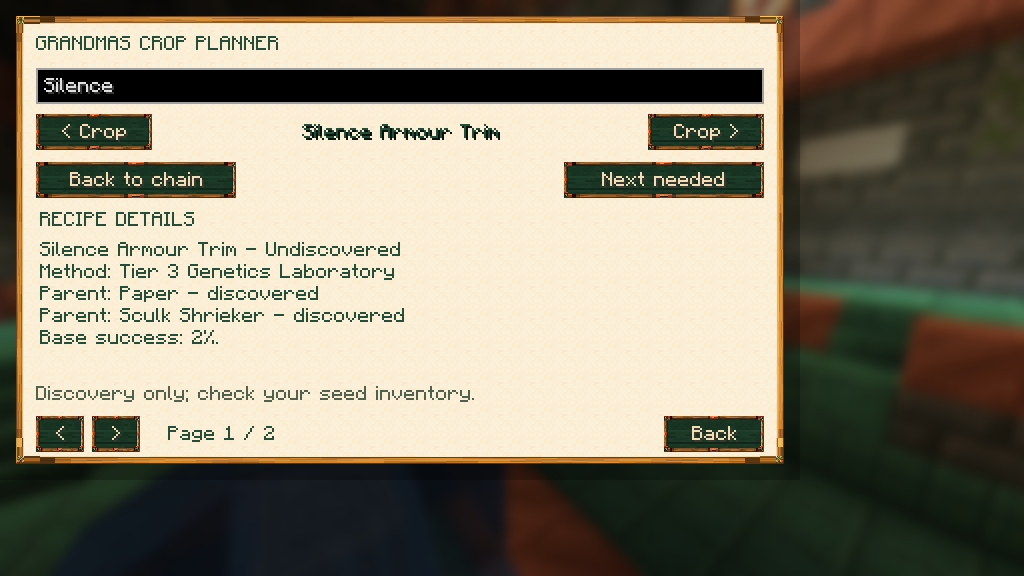 GRANDMAS CROP PLANNER
Silence
< Crop
Silence Armour Trim
Crop >
Back to chain
Next needed
RECIPE DETAILS
Silence Armour Trim - Undiscovered
Method: Tier 3 Genetics Laboratory
Parent: Paper - discovered
Parent: Sculk Shrieker - discovered
Base success: 2%.
Discovery only; check your seed inventory.
<
>
Page 1 / 2
Back